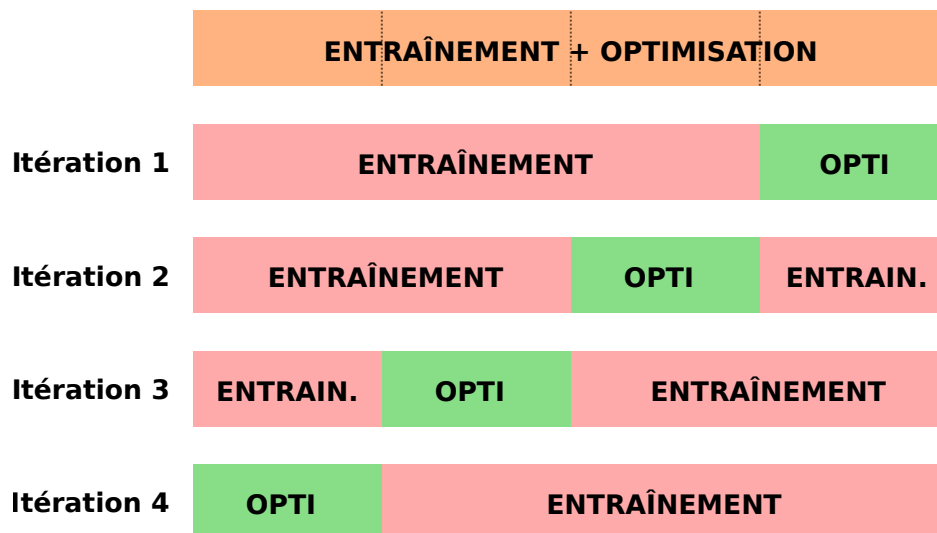 ENTRAÎNEMENT + OPTIMISATION
Itération 1 ENTRAÎNEMENT OPTI
Itération 2 ENTRAÎNEMENT OPTI ENTRAIN.
Itération 3 ENTRAIN. OPTI ENTRAÎNEMENT
Itération 4 OPTI ENTRAÎNEMENT